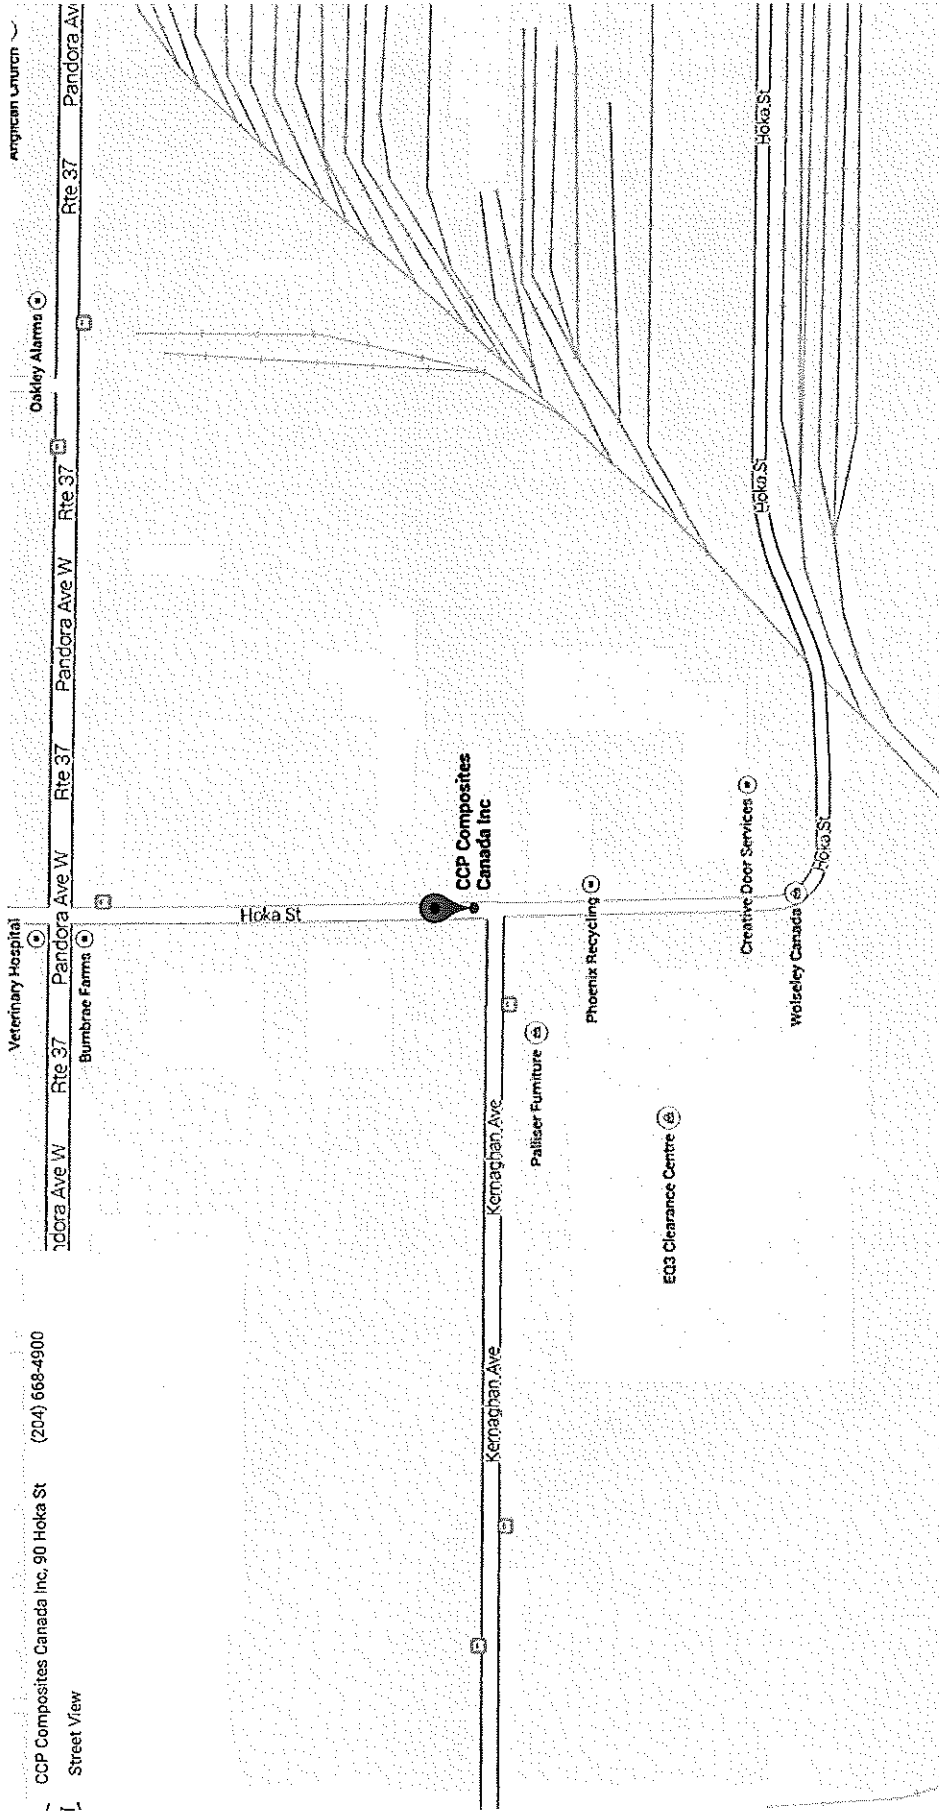 CCP Composites Canada Inc, 90 Hoka St
(204) 668-4900
Street View
Veterinary Hospital
Oakley Alarms
Anglican Church
Pandora Ave W
Rte 37
Pandora Ave W
Rte 37
Pandora Ave W
Rte 37
Rte 37
Burnbrae Farms
Hoka St
CCP Composites
Canada Inc
Kernaghan Ave
Kernaghan Ave
Palliser Furniture
Phoenix Recycling
EQ3 Clearance Centre
Creative Door Services
Wolseley Canada
Hoka St
Hoka St
Hoka St